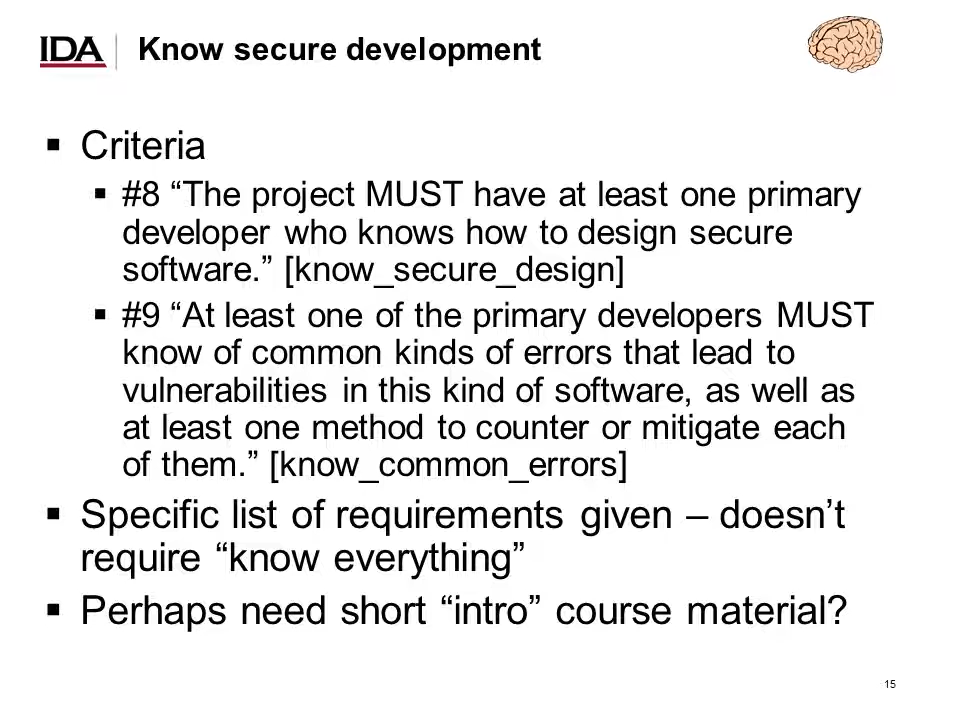 IDA
Know secure development
▪ Criteria
▪ #8 “The project MUST have at least one primary
developer who knows how to design secure
software.” [know_secure_design]
▪ #9 “At least one of the primary developers MUST
know of common kinds of errors that lead to
vulnerabilities in this kind of software, as well as
at least one method to counter or mitigate each
of them.” [know_common_errors]
▪ Specific list of requirements given – doesn’t
require “know everything”
▪ Perhaps need short “intro” course material?
15